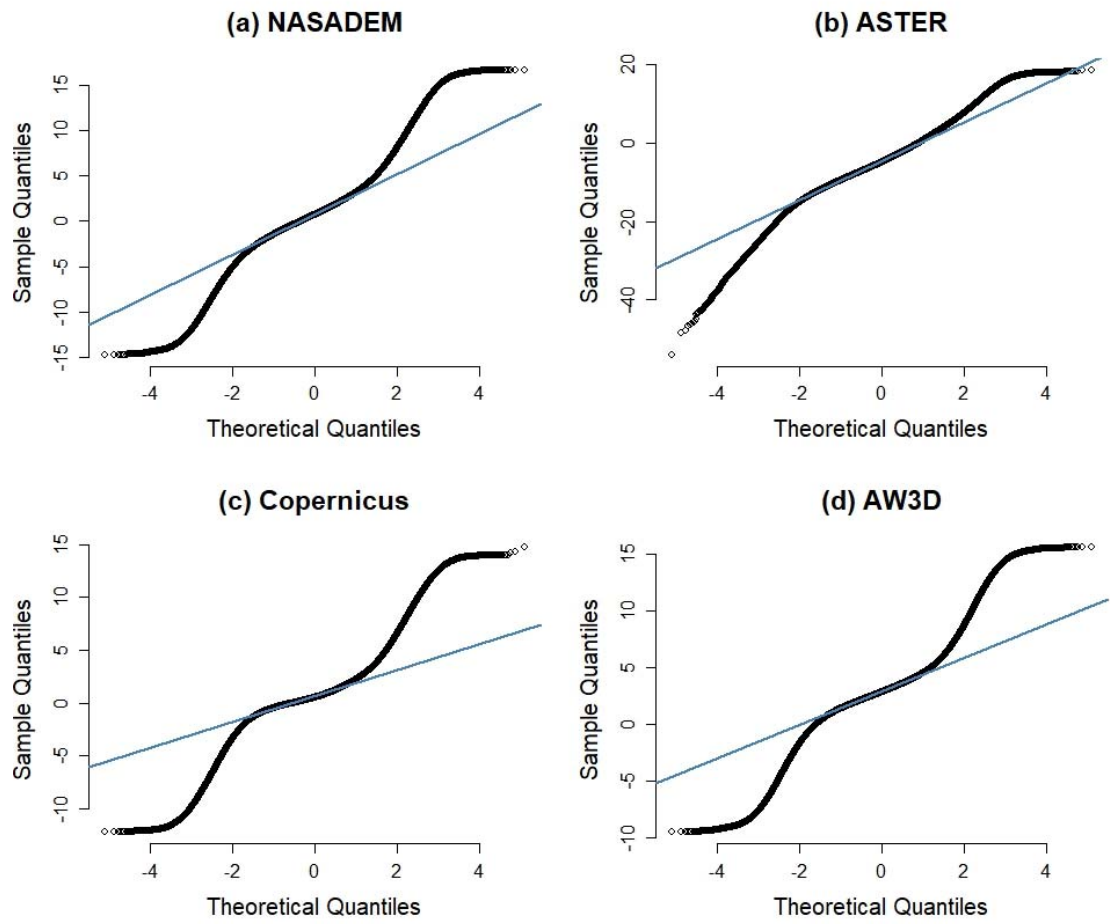 (a) NASADEM
Sample Quantiles
15
10
5
0
-5
-10
-15
-4 -2 0 2 4
Theoretical Quantiles
(b) ASTER
Sample Quantiles
20
0
-20
-40
-4 -2 0 2 4
Theoretical Quantiles
(c) Copernicus
Sample Quantiles
15
10
5
0
-5
-10
-4 -2 0 2 4
Theoretical Quantiles
(d) AW3D
Sample Quantiles
15
10
5
0
-5
-10
-4 -2 0 2 4
Theoretical Quantiles